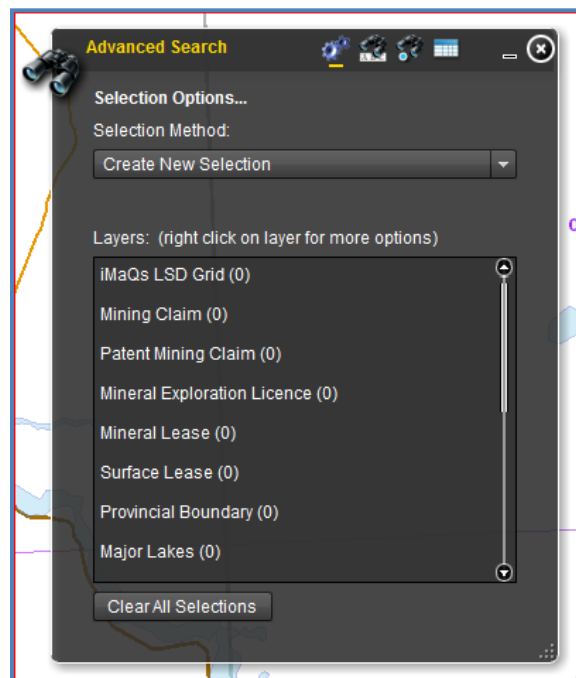 Advanced Search
Selection Options...
Selection Method:
Create New Selection
Layers: (right click on layer for more options)
iMaQs LSD Grid (0)
Mining Claim (0)
Patent Mining Claim (0)
Mineral Exploration Licence (0)
Mineral Lease (0)
Surface Lease (0)
Provincial Boundary (0)
Major Lakes (0)
Clear All Selections